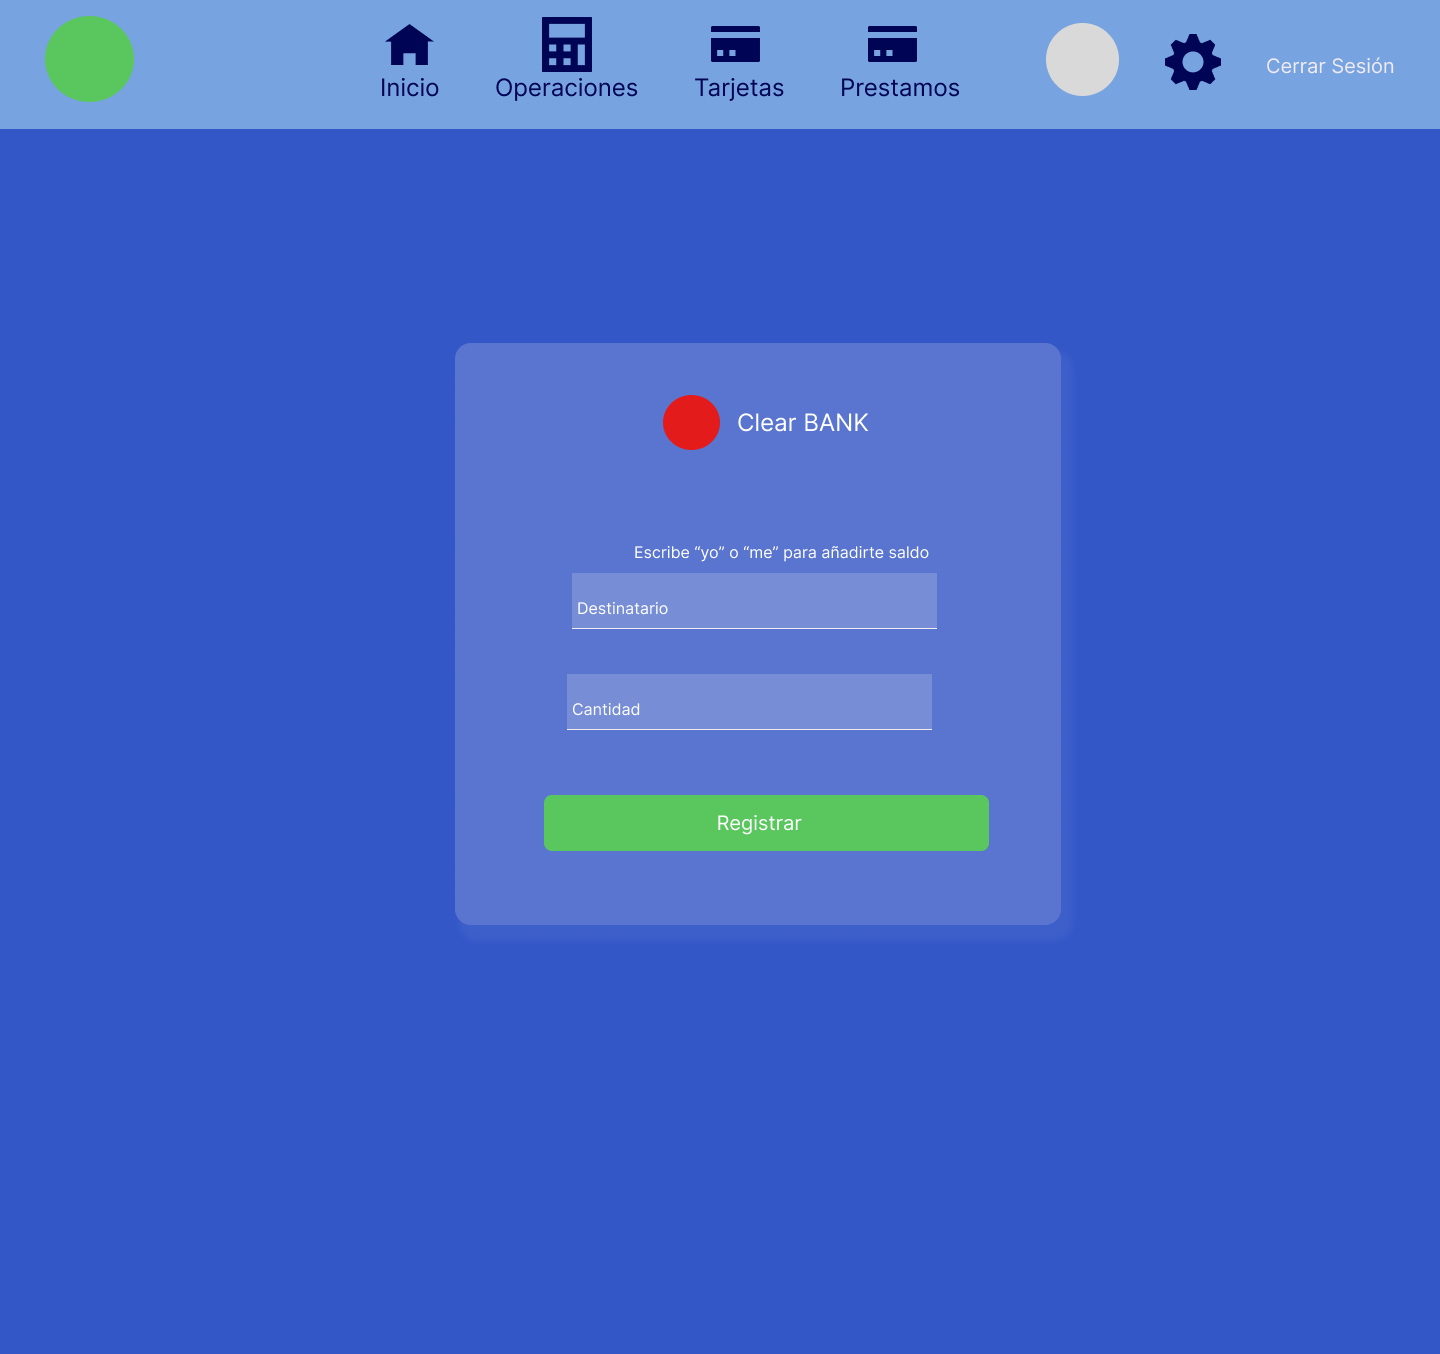 Inicio
Operaciones
Tarjetas
Prestamos
Cerrar Sesión
Clear BANK
Escribe “yo” o “me” para añadirte saldo
Destinatario
Cantidad
Registrar